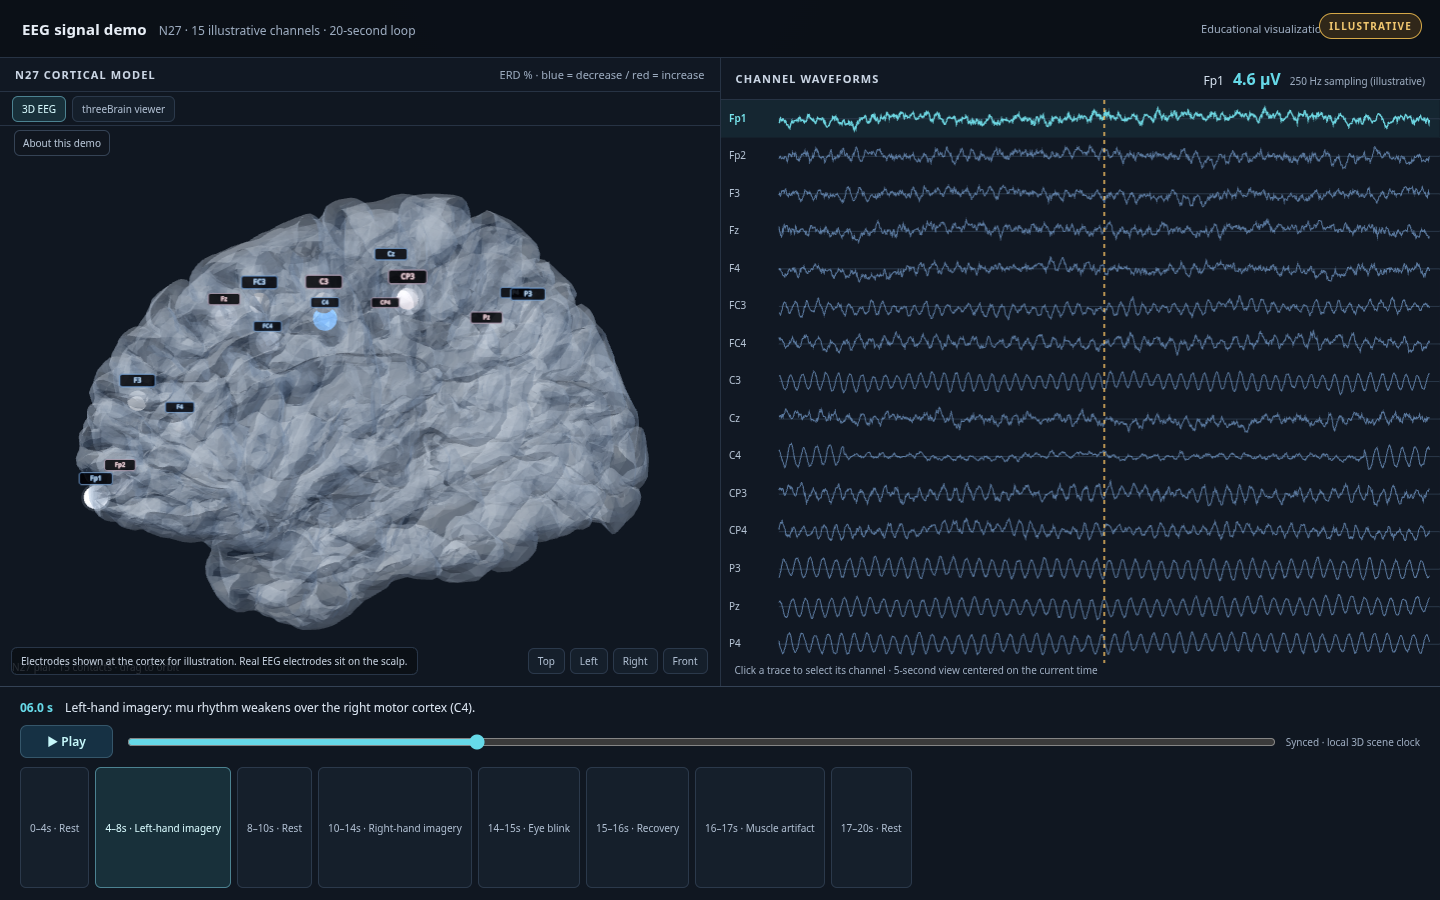 EEG signal demo N27 · 15 illustrative channels · 20-second loop
Educational visualizatio ILLUSTRATIVE
N27 CORTICAL MODEL
ERD % · blue = decrease / red = increase
3D EEG
threeBrain viewer
About this demo
Cz
FC3
C3
CP3
Fz
C4
CP4
P3
FC4
Pz
F3
F4
Fp2
Fp1
Electrodes shown at the cortex for illustration. Real EEG electrodes sit on the scalp.
Top
Left
Right
Front
CHANNEL WAVEFORMS
Fp1 4.6 µV 250 Hz sampling (illustrative)
Fp1
Fp2
F3
Fz
F4
FC3
FC4
C3
Cz
C4
CP3
CP4
P3
Pz
P4
Click a trace to select its channel · 5-second view centered on the current time
06.0 s Left-hand imagery: mu rhythm weakens over the right motor cortex (C4).
▶ Play
Synced · local 3D scene clock
0–4s · Rest
4–8s · Left-hand imagery
8–10s · Rest
10–14s · Right-hand imagery
14–15s · Eye blink
15–16s · Recovery
16–17s · Muscle artifact
17–20s · Rest